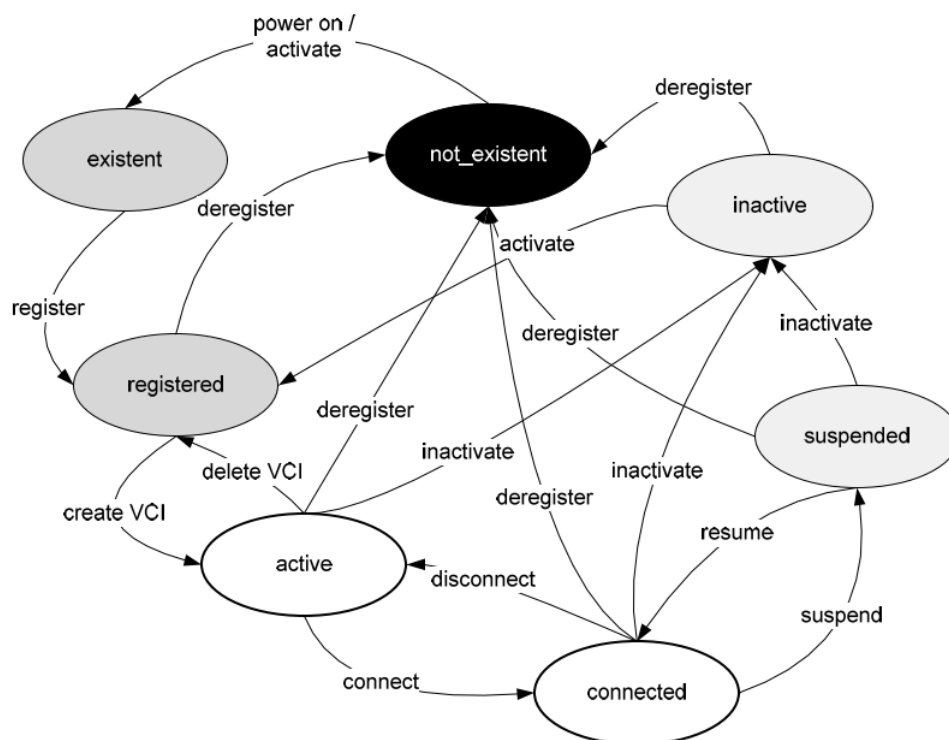 power on /
activate
deregister
existent
not_existent
inactive
deregister
activate
register
inactivate
deregister
registered
deregister
suspended
inactivate
delete VCI
inactivate
deregister
create VCI
resume
active
disconnect
suspend
connect
connected